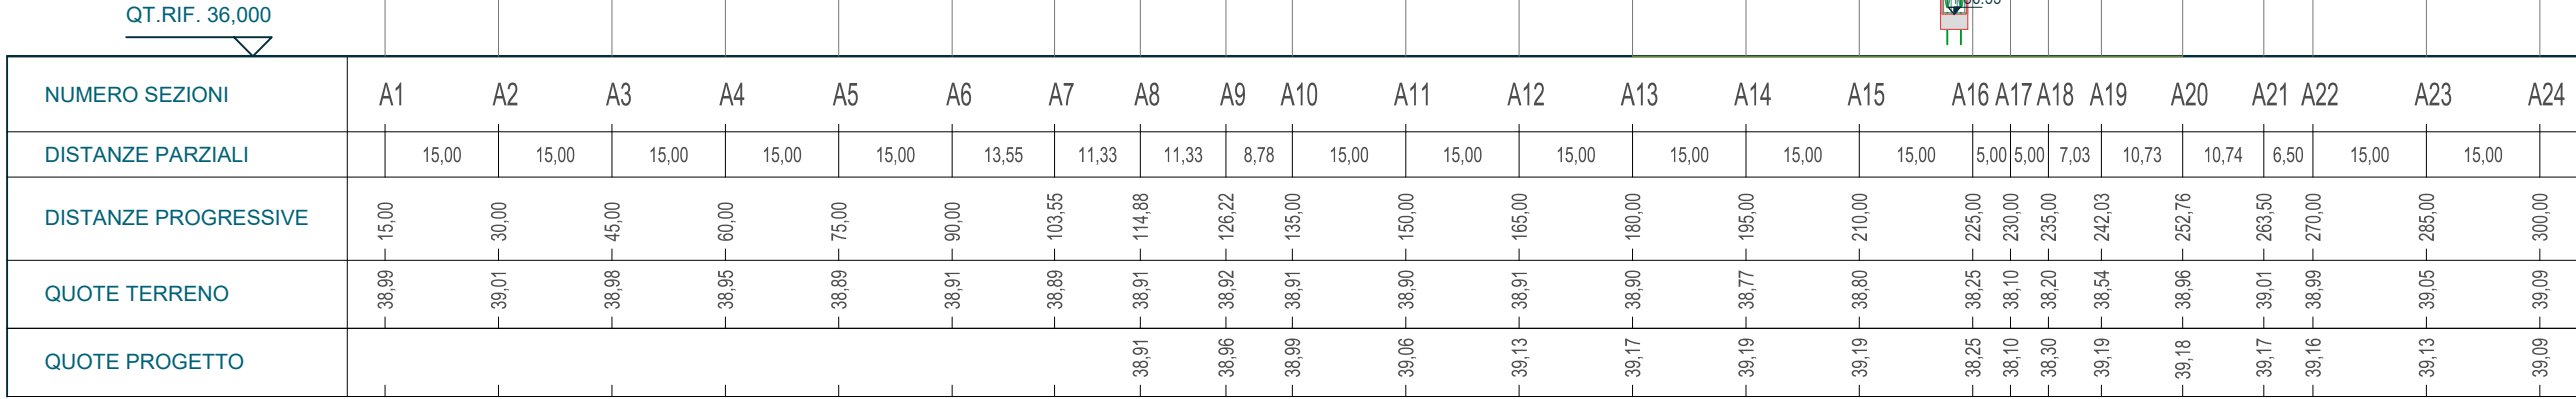 QT.RIF. 36,000
NUMERO SEZIONI A1 A2 A3 A4 A5 A6 A7 A8 A9 A10 A11 A12 A13 A14 A15 A16 A17 A18 A19 A20 A21 A22 A23 A24
DISTANZE PARZIALI 15,00 15,00 15,00 15,00 15,00 13,55 11,33 11,33 8,78 15,00 15,00 15,00 15,00 15,00 15,00 5,00 5,00 7,03 10,73 10,74 6,50 15,00 15,00
DISTANZE PROGRESSIVE 15,00 30,00 45,00 60,00 75,00 90,00 103,55 114,88 126,22 135,00 150,00 165,00 180,00 195,00 210,00 225,00 230,00 235,00 242,03 252,76 263,50 270,00 285,00 300,00
QUOTE TERRENO 38,99 39,01 38,98 38,95 38,89 38,91 38,89 38,91 38,92 38,91 38,90 38,91 38,90 38,77 38,80 38,25 38,10 38,20 38,54 38,96 39,01 38,99 39,05 39,09
QUOTE PROGETTO 38,91 38,96 38,99 39,06 39,13 39,17 39,19 39,19 38,25 38,10 38,30 39,19 39,18 39,17 39,16 39,13 39,09